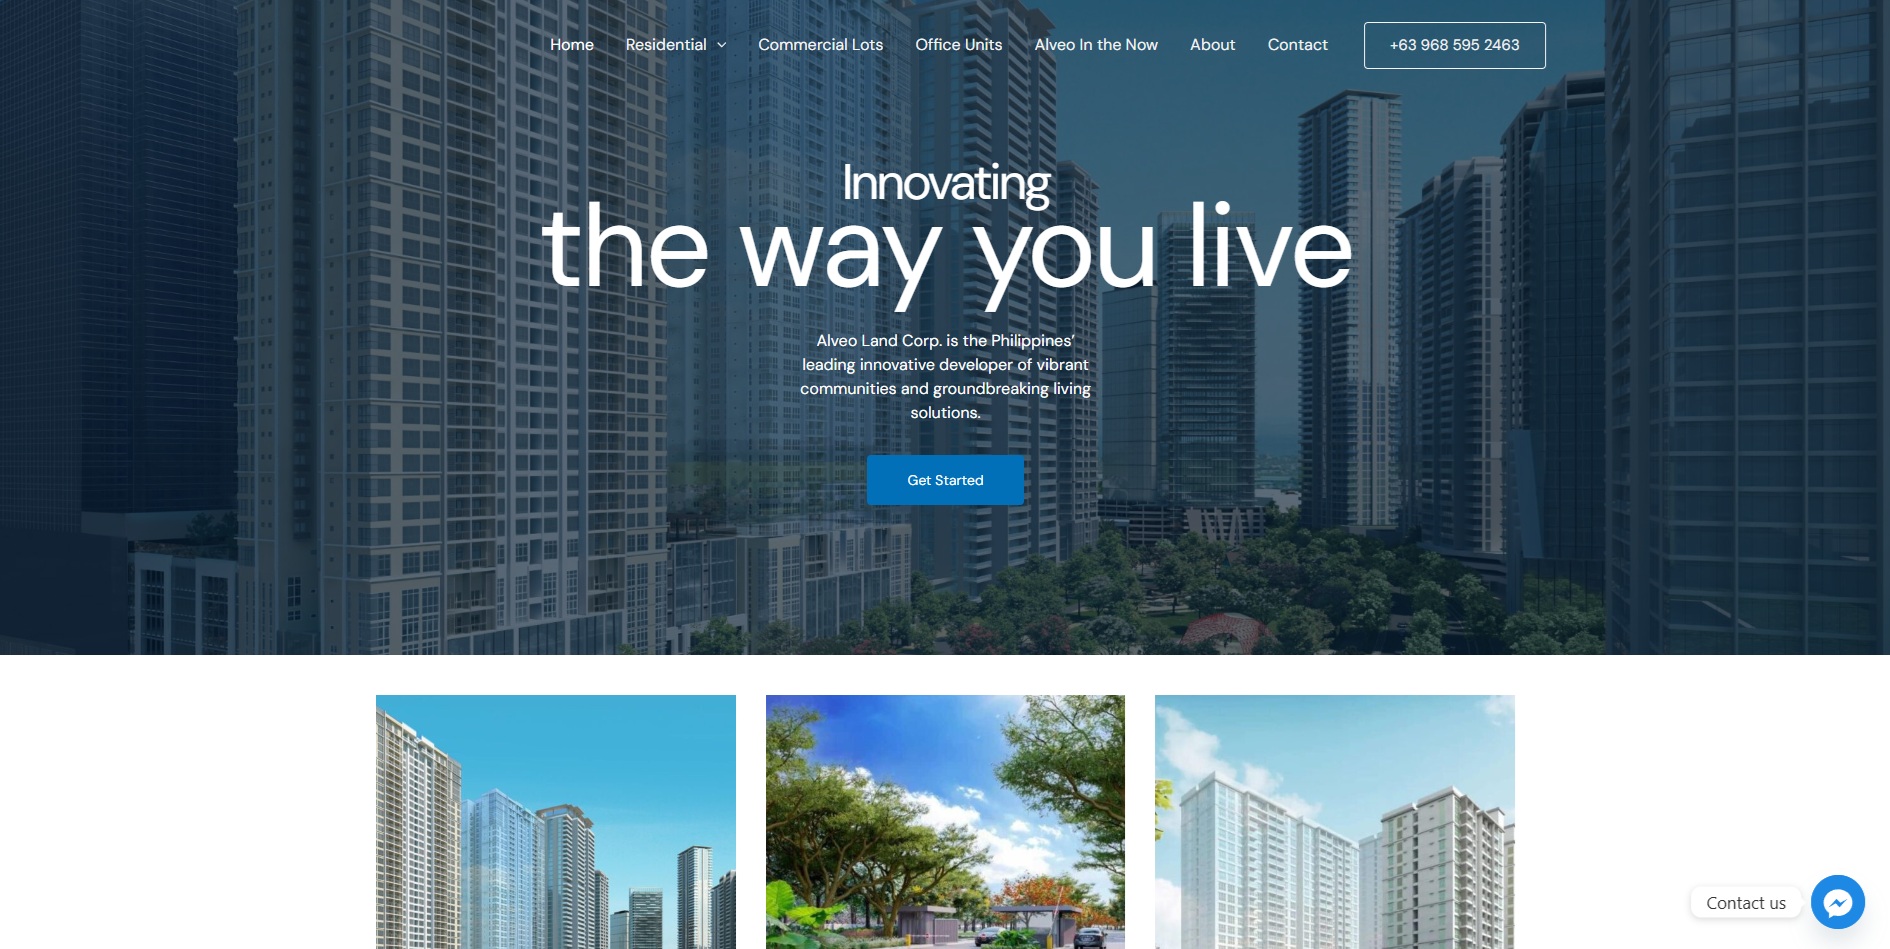 Home Residential Commercial Lots Office Units Alveo In the Now About Contact +63 968 595 2463
Innovating
the way you live
Alveo Land Corp. is the Philippines’
leading innovative developer of vibrant
communities and groundbreaking living
solutions.
Get Started
Contact us